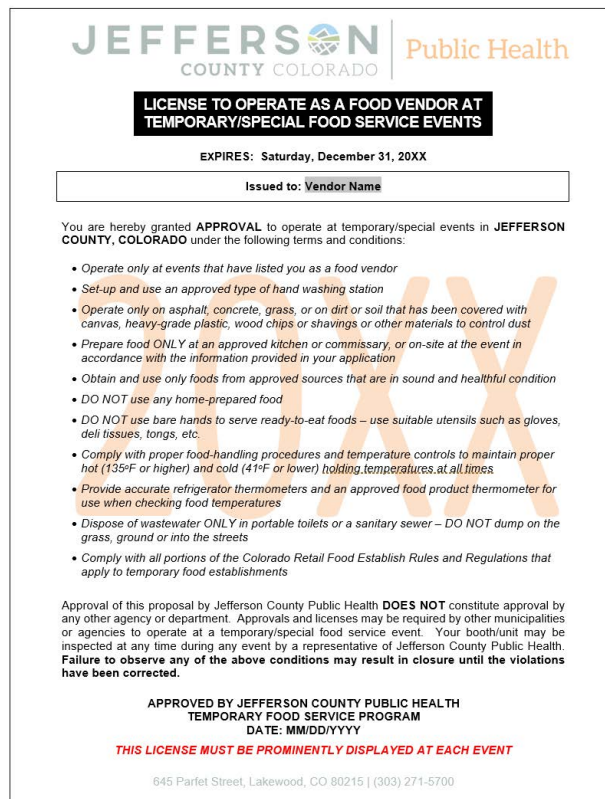 JEFFERSON
COUNTY COLORADO
Public Health
LICENSE TO OPERATE AS A FOOD VENDOR AT
TEMPORARY/SPECIAL FOOD SERVICE EVENTS
EXPIRES: Saturday, December 31, 20XX
Issued to: Vendor Name
You are hereby granted APPROVAL to operate at temporary/special events in JEFFERSON
COUNTY, COLORADO under the following terms and conditions:
• Operate only at events that have listed you as a food vendor
• Set-up and use an approved type of hand washing station
• Operate only on asphalt, concrete, grass, or on dirt or soil that has been covered with
canvas, heavy-grade plastic, wood chips or shavings or other materials to control dust
• Prepare food ONLY at an approved kitchen or commissary, or on-site at the event in
accordance with the information provided in your application
• Obtain and use only foods from approved sources that are in sound and healthful condition
• DO NOT use any home-prepared food
• DO NOT use bare hands to serve ready-to-eat foods – use suitable utensils such as gloves,
deli tissues, tongs, etc.
• Comply with proper food-handling procedures and temperature controls to maintain proper
hot (135ºF or higher) and cold (41ºF or lower) holding temperatures at all times
• Provide accurate refrigerator thermometers and an approved food product thermometer for
use when checking food temperatures
• Dispose of wastewater ONLY in portable toilets or a sanitary sewer – DO NOT dump on the
grass, ground or into the streets
• Comply with all portions of the Colorado Retail Food Establish Rules and Regulations that
apply to temporary food establishments
20XX
Approval of this proposal by Jefferson County Public Health DOES NOT constitute approval by
any other agency or department. Approvals and licenses may be required by other municipalities
or agencies to operate at a temporary/special food service event. Your booth/unit may be
inspected at any time during any event by a representative of Jefferson County Public Health.
Failure to observe any of the above conditions may result in closure until the violations
have been corrected.
APPROVED BY JEFFERSON COUNTY PUBLIC HEALTH
TEMPORARY FOOD SERVICE PROGRAM
DATE: MM/DD/YYYY
THIS LICENSE MUST BE PROMINENTLY DISPLAYED AT EACH EVENT
645 Parfet Street, Lakewood, CO 80215 | (303) 271-5700